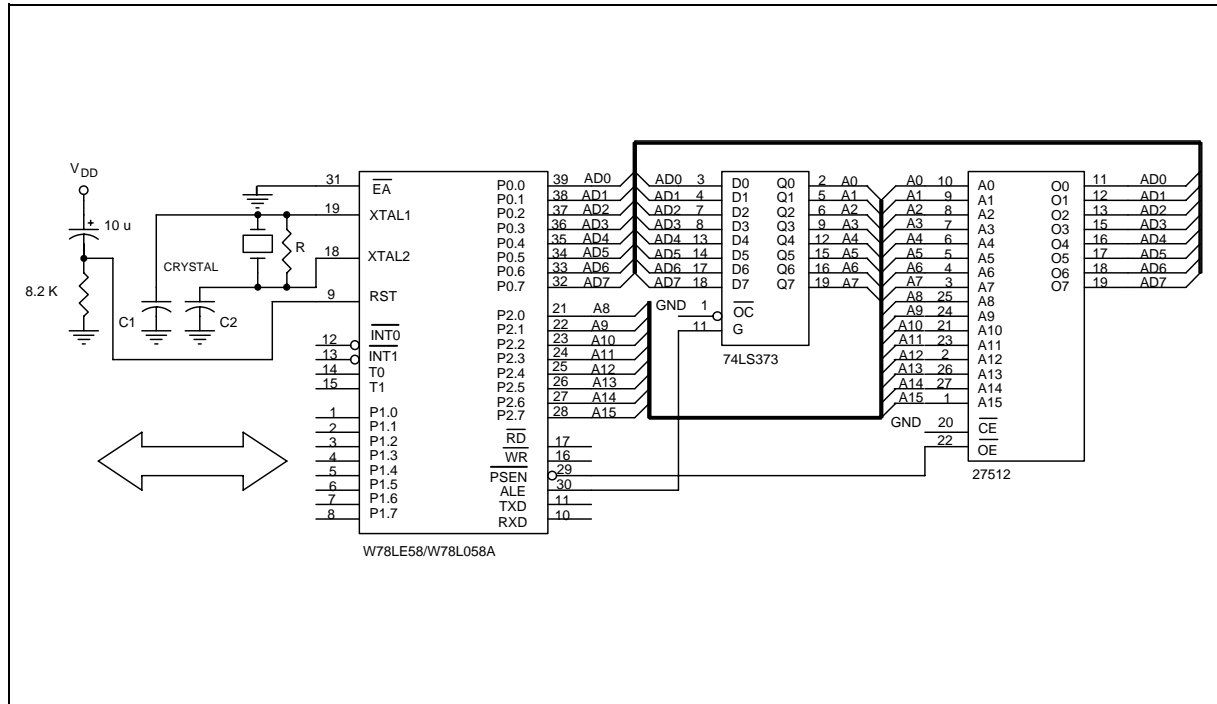 VDD
+
10 u
8.2 K
C1
C2
CRYSTAL
R
31 EA
19 XTAL1
18 XTAL2
9 RST
12 INT0
13 INT1
14 T0
15 T1
1 P1.0
2 P1.1
3 P1.2
4 P1.3
5 P1.4
6 P1.5
7 P1.6
8 P1.7
P0.0 39 AD0
P0.1 38 AD1
P0.2 37 AD2
P0.3 36 AD3
P0.4 35 AD4
P0.5 34 AD5
P0.6 33 AD6
P0.7 32 AD7
P2.0 21 A8
P2.1 22 A9
P2.2 23 A10
P2.3 24 A11
P2.4 25 A12
P2.5 26 A13
P2.6 27 A14
P2.7 28 A15
RD 17
WR 16
PSEN 29
ALE 30
TXD 11
RXD 10
W78LE58/W78L058A
AD0 3 D0 Q0 2 A0
AD1 4 D1 Q1 5 A1
AD2 7 D2 Q2 6 A2
AD3 8 D3 Q3 9 A3
AD4 13 D4 Q4 12 A4
AD5 14 D5 Q5 15 A5
AD6 17 D6 Q6 16 A6
AD7 18 D7 Q7 19 A7
GND 1 OC
11 G
74LS373
A0 10 A0 O0 11 AD0
A1 9 A1 O1 12 AD1
A2 8 A2 O2 13 AD2
A3 7 A3 O3 15 AD3
A4 6 A4 O4 16 AD4
A5 5 A5 O5 17 AD5
A6 4 A6 O6 18 AD6
A7 3 A7 O7 19 AD7
A8 25 A8
A9 24 A9
A10 21 A10
A11 23 A11
A12 2 A12
A13 26 A13
A14 27 A14
A15 1 A15
GND 20 CE
22 OE
27512